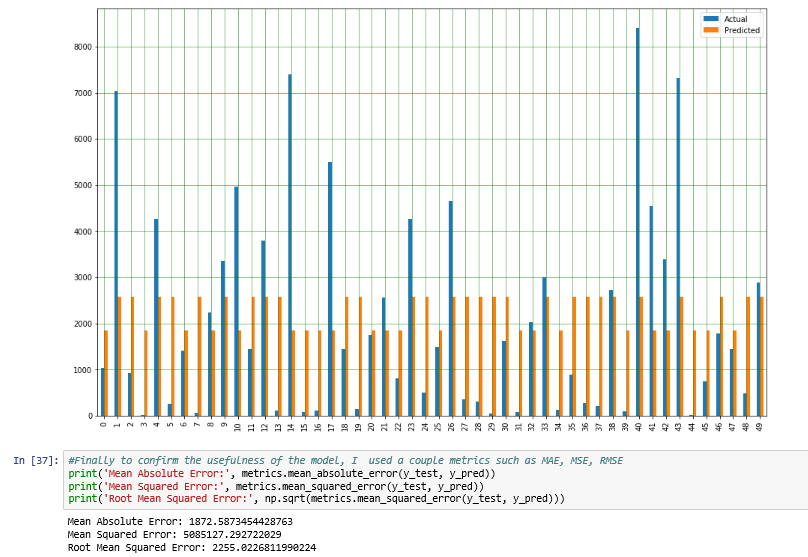 Actual
Predicted
8000
7000
6000
5000
4000
3000
2000
1000
0
0 1 2 3 4 5 6 7 8 9 10 11 12 13 14 15 16 17 18 19 20 21 22 23 24 25 26 27 28 29 30 31 32 33 34 35 36 37 38 39 40 41 42 43 44 45 46 47 48 49
In [37]: #Finally to confirm the usefulness of the model, I  used a couple metrics such as MAE, MSE, RMSE
print('Mean Absolute Error:', metrics.mean_absolute_error(y_test, y_pred))
print('Mean Squared Error:', metrics.mean_squared_error(y_test, y_pred))
print('Root Mean Squared Error:', np.sqrt(metrics.mean_squared_error(y_test, y_pred)))
Mean Absolute Error: 1872.5873454428763
Mean Squared Error: 5085127.292722029
Root Mean Squared Error: 2255.0226811990224